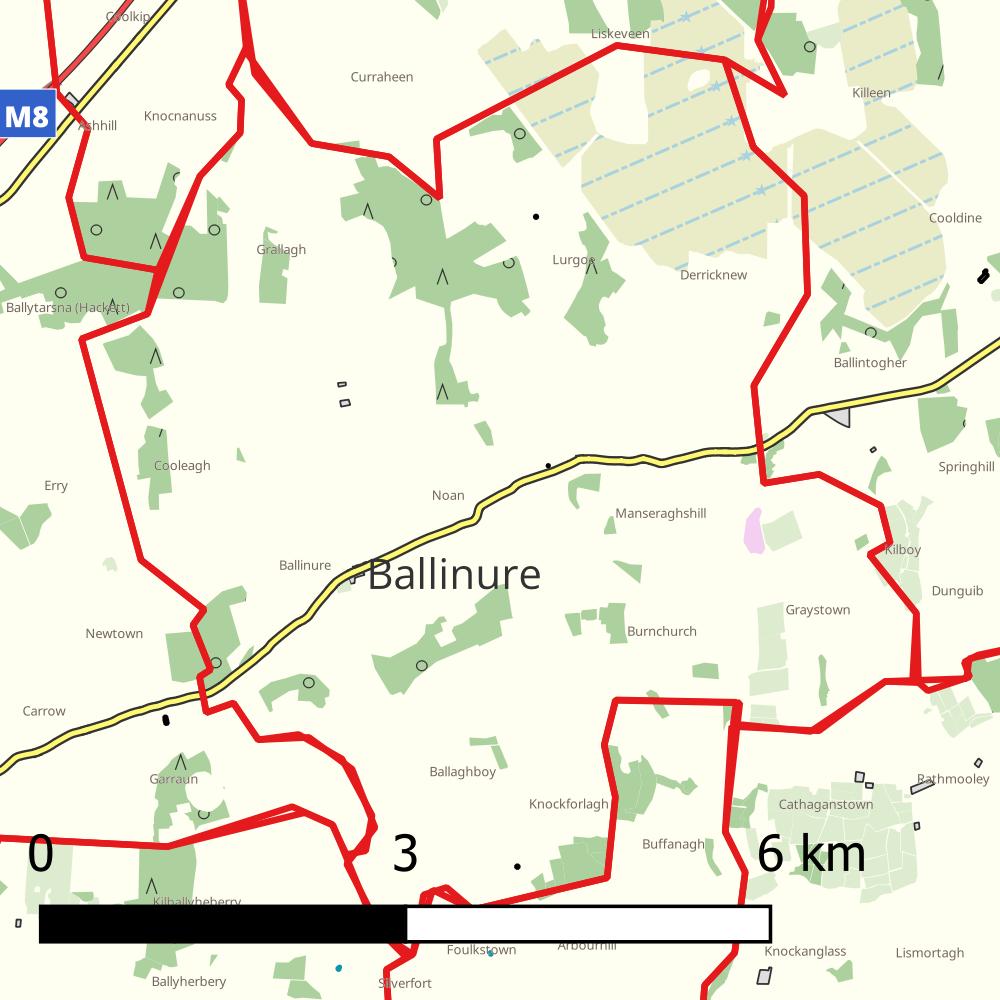 Coolkip
Liskeveen
Curraheen
Killeen
M8
Knocnanuss
Ashhill
Cooldine
Grallagh
Lurgoe
Derricknew
Ballytarsna (Hackett)
Ballintogher
Cooleagh
Springhill
Erry
Noan
Manseraghshill
Kilboy
Ballinure
Ballinure
Dunguib
Graystown
Newtown
Burnchurch
Carrow
Ballaghboy
Garraun
Rathmooley
Knockforlagh
Cathaganstown
Buffanagh
0 3 6 km
Kilballyheberry
Foulkstown
Arbourhill
Knockanglass
Lismortagh
Ballyherbery
Silverfort